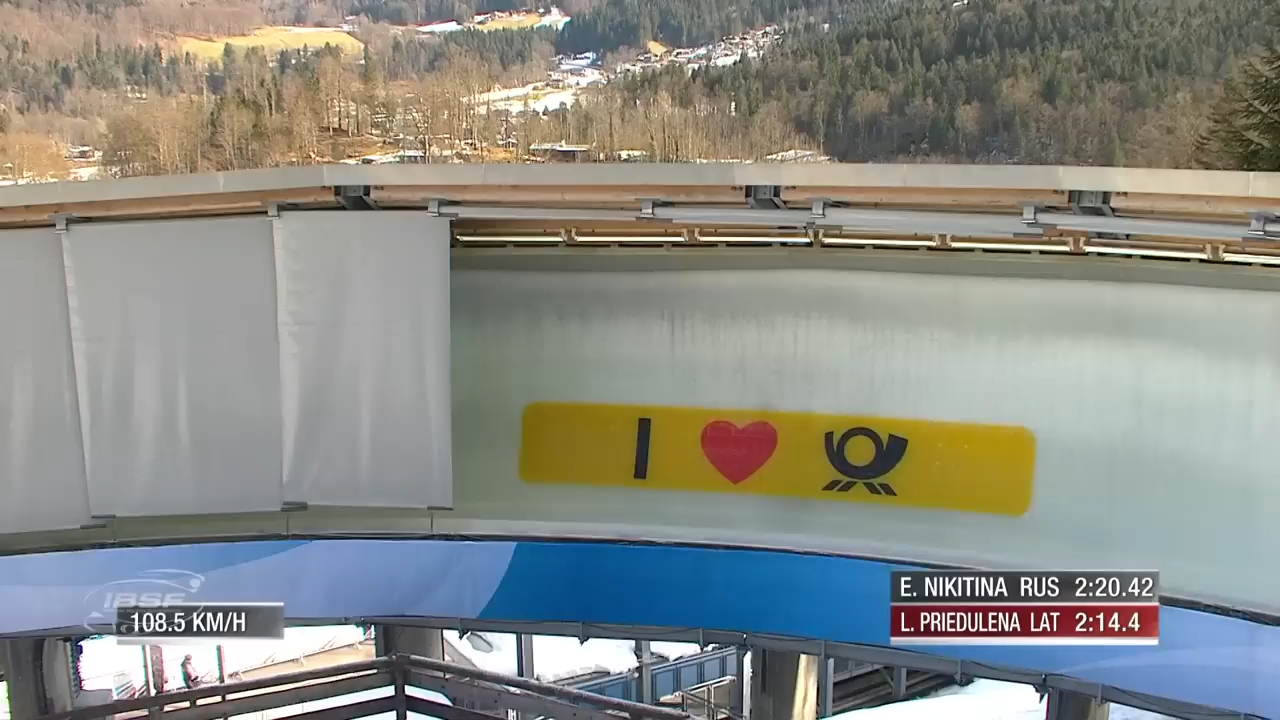 I
IBSF
108.5 KM/H
E. NIKITINA RUS 2:20.42
L. PRIEDULENA LAT 2:14.4